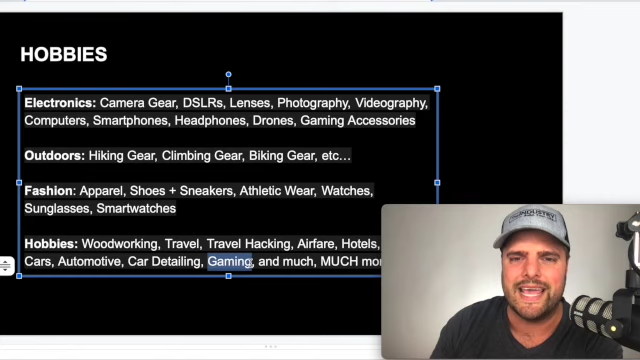 HOBBIES
Electronics: Camera Gear, DSLRs, Lenses, Photography, Videography,
Computers, Smartphones, Headphones, Drones, Gaming Accessories
Outdoors: Hiking Gear, Climbing Gear, Biking Gear, etc...
Fashion: Apparel, Shoes + Sneakers, Athletic Wear, Watches,
Sunglasses, Smartwatches
Hobbies: Woodworking, Travel, Travel Hacking, Airfare, Hotels,
Cars, Automotive, Car Detailing, Gaming, and much, MUCH
INDUSTRY